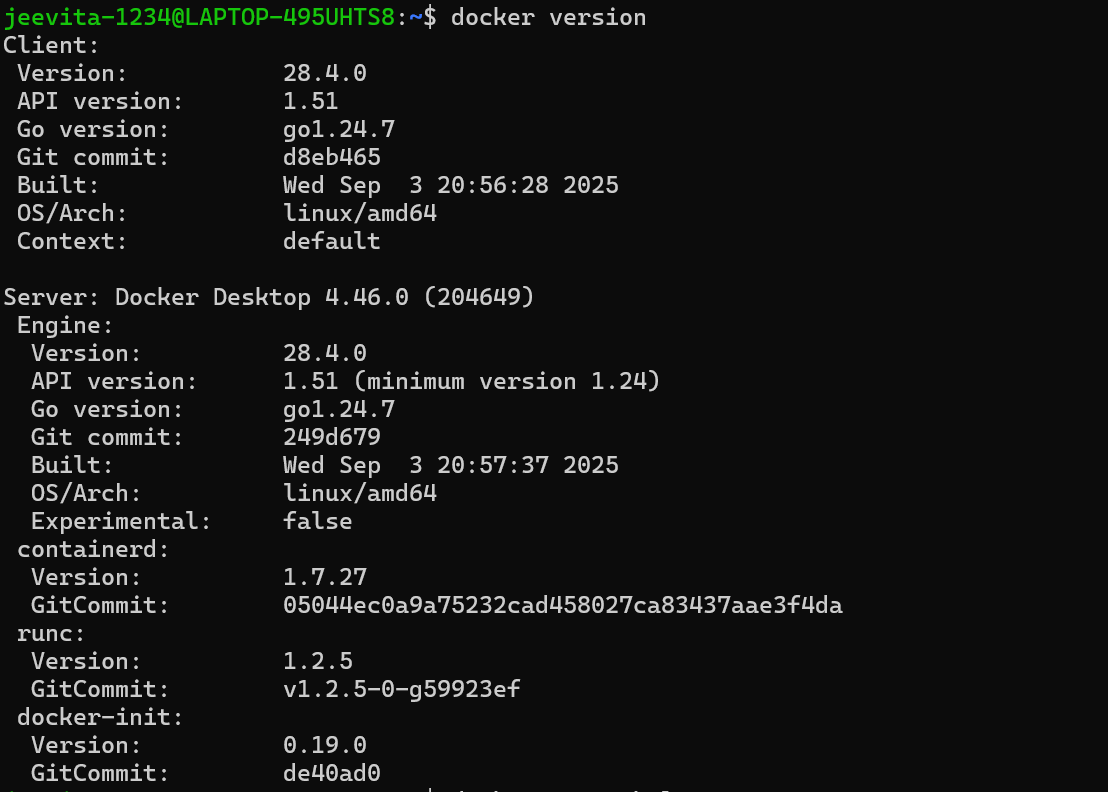 jeevita-1234@LAPTOP-495UHTS8:~$ docker version
Client:
 Version:           28.4.0
 API version:       1.51
 Go version:        go1.24.7
 Git commit:        d8eb465
 Built:             Wed Sep  3 20:56:28 2025
 OS/Arch:           linux/amd64
 Context:           default

Server: Docker Desktop 4.46.0 (204649)
 Engine:
  Version:          28.4.0
  API version:      1.51 (minimum version 1.24)
  Go version:       go1.24.7
  Git commit:       249d679
  Built:            Wed Sep  3 20:57:37 2025
  OS/Arch:          linux/amd64
  Experimental:     false
 containerd:
  Version:          1.7.27
  GitCommit:        05044ec0a9a75232cad458027ca83437aae3f4da
 runc:
  Version:          1.2.5
  GitCommit:        v1.2.5-0-g59923ef
 docker-init:
  Version:          0.19.0
  GitCommit:        de40ad0